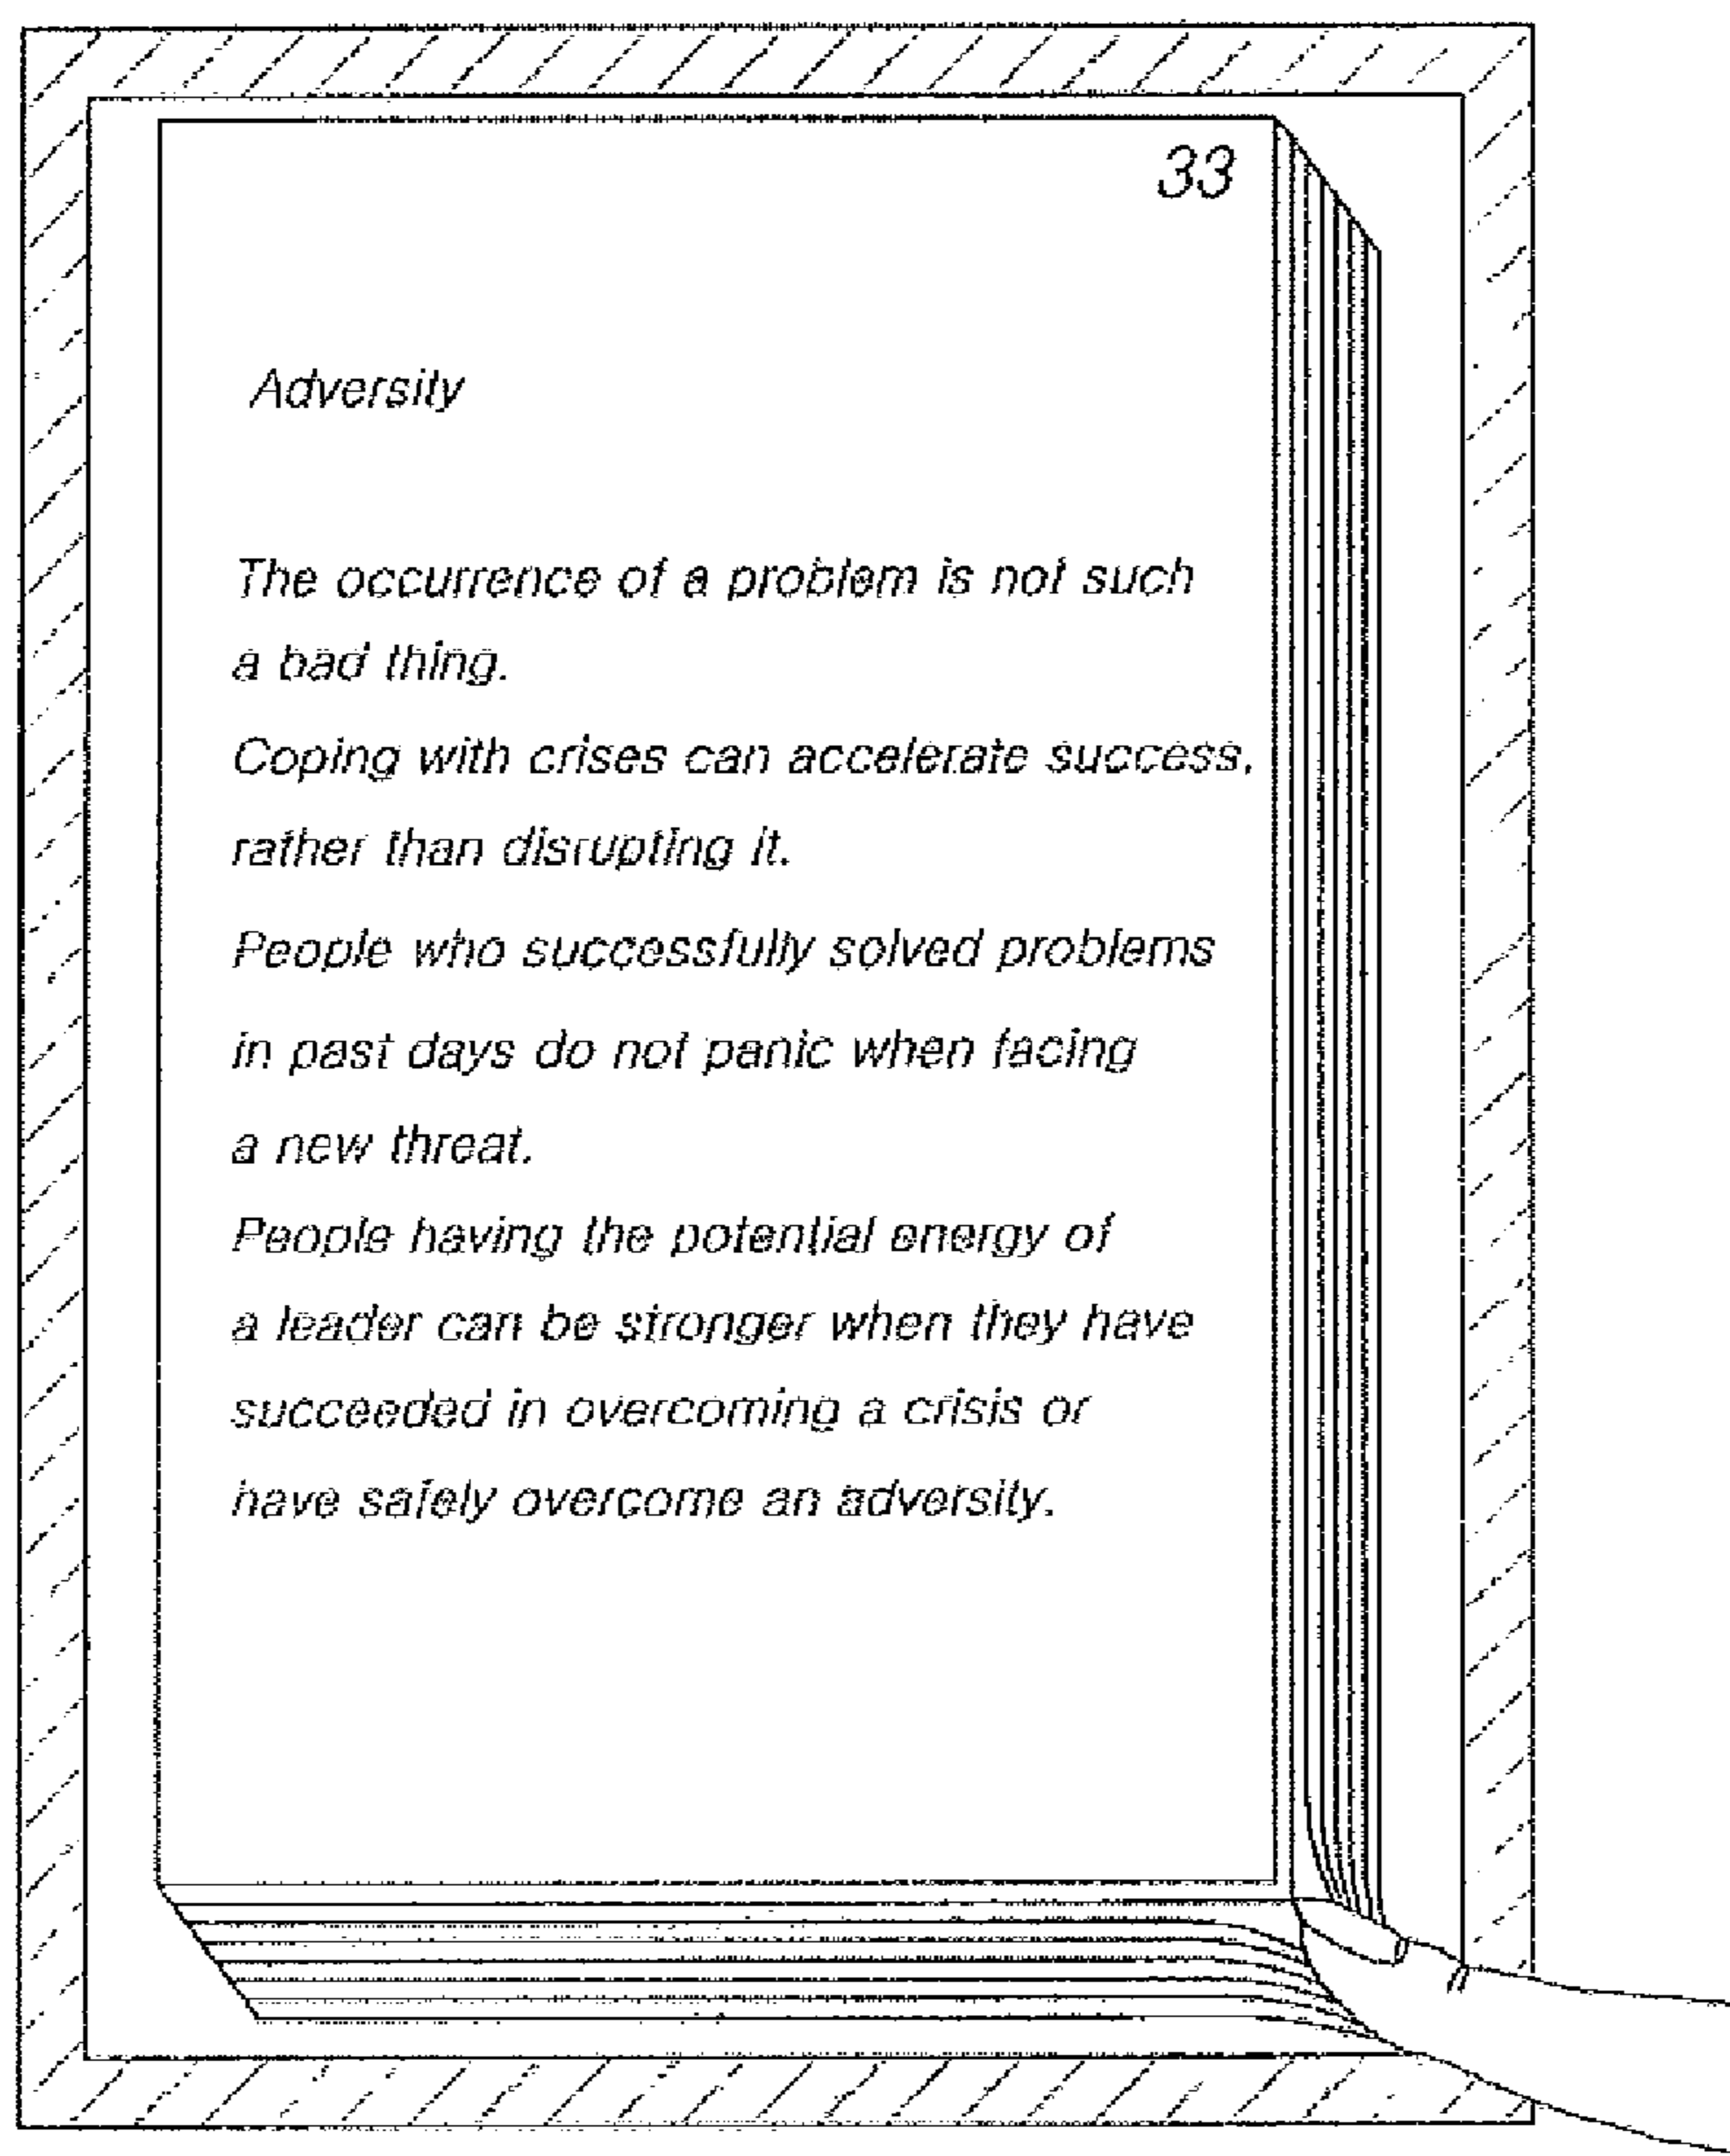 33
Adversity
The occurrence of a problem is not such
a bad thing.
Coping with crises can accelerate success,
rather than disrupting it.
People who successfully solved problems
in past days do not panic when facing
a new threat.
People having the potential energy of
a leader can be stronger when they have
succeeded in overcoming a crisis or
have safely overcome an adversity.